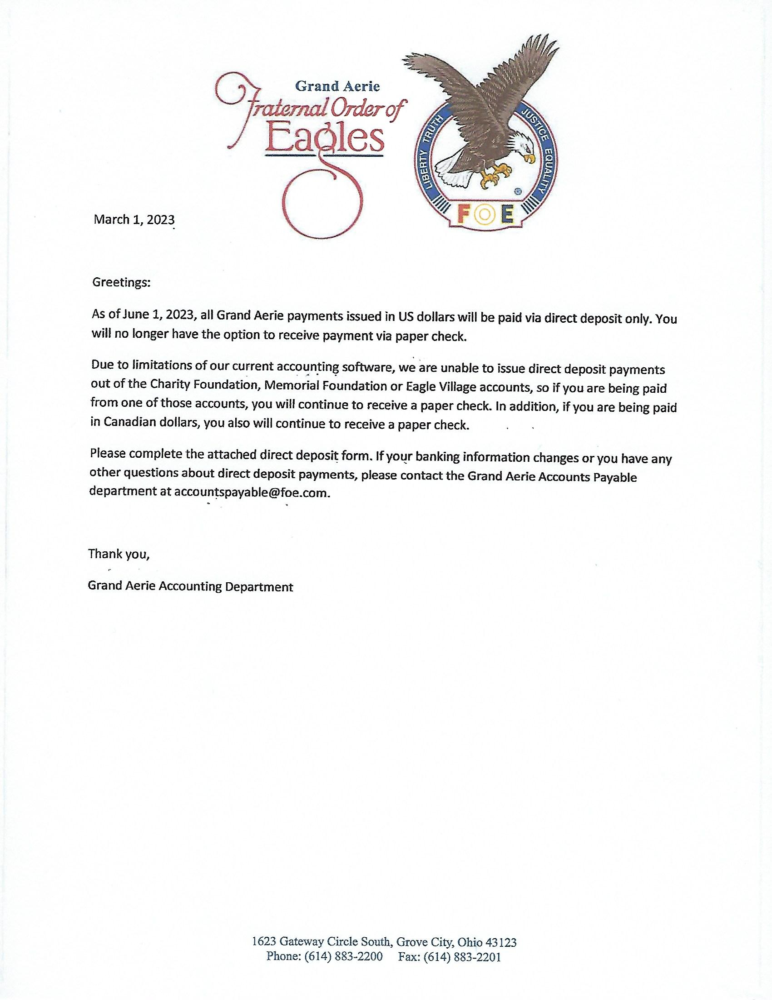 Grand Aerie
Fraternal Order of
Eagles
LIBERTY TRUTH JUSTICE EQUALITY
®
FOE
March 1, 2023
Greetings:
As of June 1, 2023, all Grand Aerie payments issued in US dollars will be paid via direct deposit only. You
will no longer have the option to receive payment via paper check.
Due to limitations of our current accounting software, we are unable to issue direct deposit payments
out of the Charity Foundation, Memorial Foundation or Eagle Village accounts, so if you are being paid
from one of those accounts, you will continue to receive a paper check. In addition, if you are being paid
in Canadian dollars, you also will continue to receive a paper check.
Please complete the attached direct deposit form. If your banking information changes or you have any
other questions about direct deposit payments, please contact the Grand Aerie Accounts Payable
department at accountspayable@foe.com.
Thank you,
Grand Aerie Accounting Department
1623 Gateway Circle South, Grove City, Ohio 43123
Phone: (614) 883-2200 Fax: (614) 883-2201